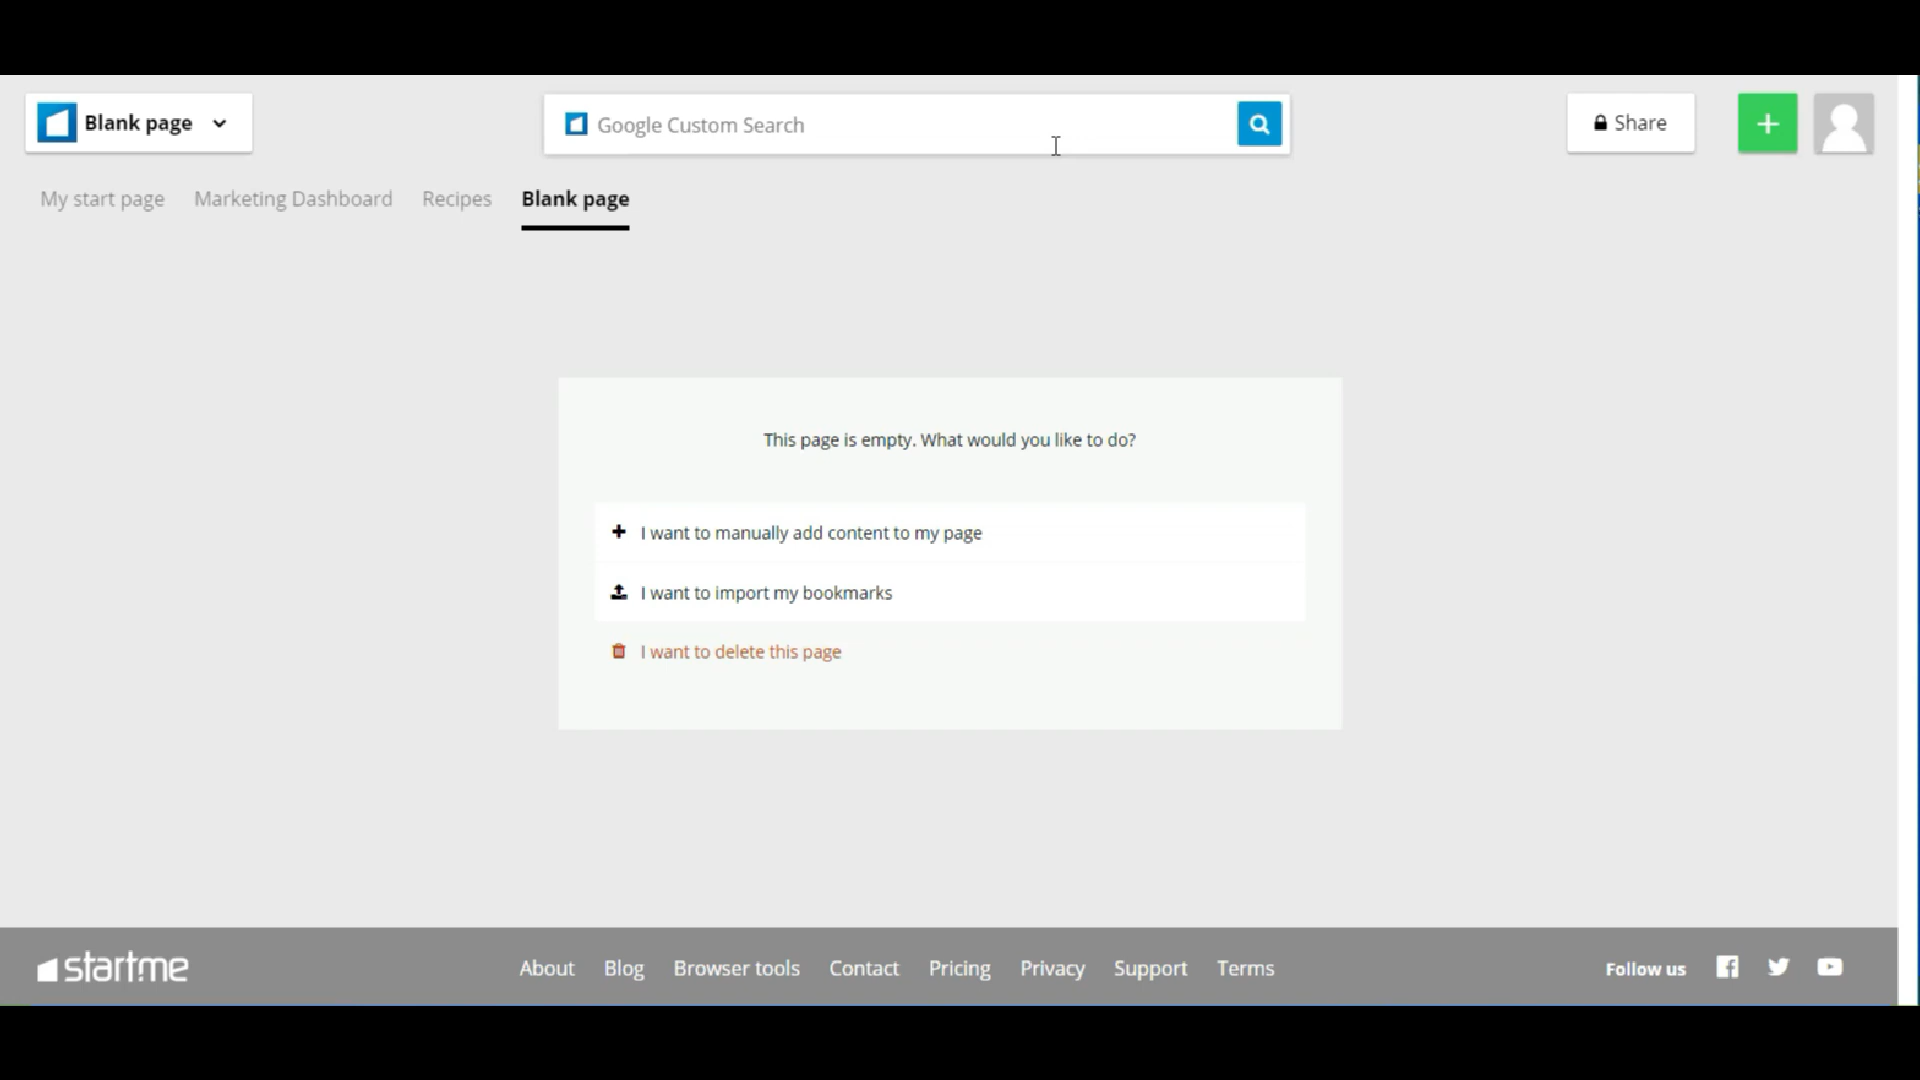 Blank page
Google Custom Search
Share
My start page
Marketing Dashboard
Recipes
Blank page
This page is empty. What would you like to do?
I want to manually add content to my page
I want to import my bookmarks
I want to delete this page
start.me
About
Blog
Browser tools
Contact
Pricing
Privacy
Support
Terms
Follow us